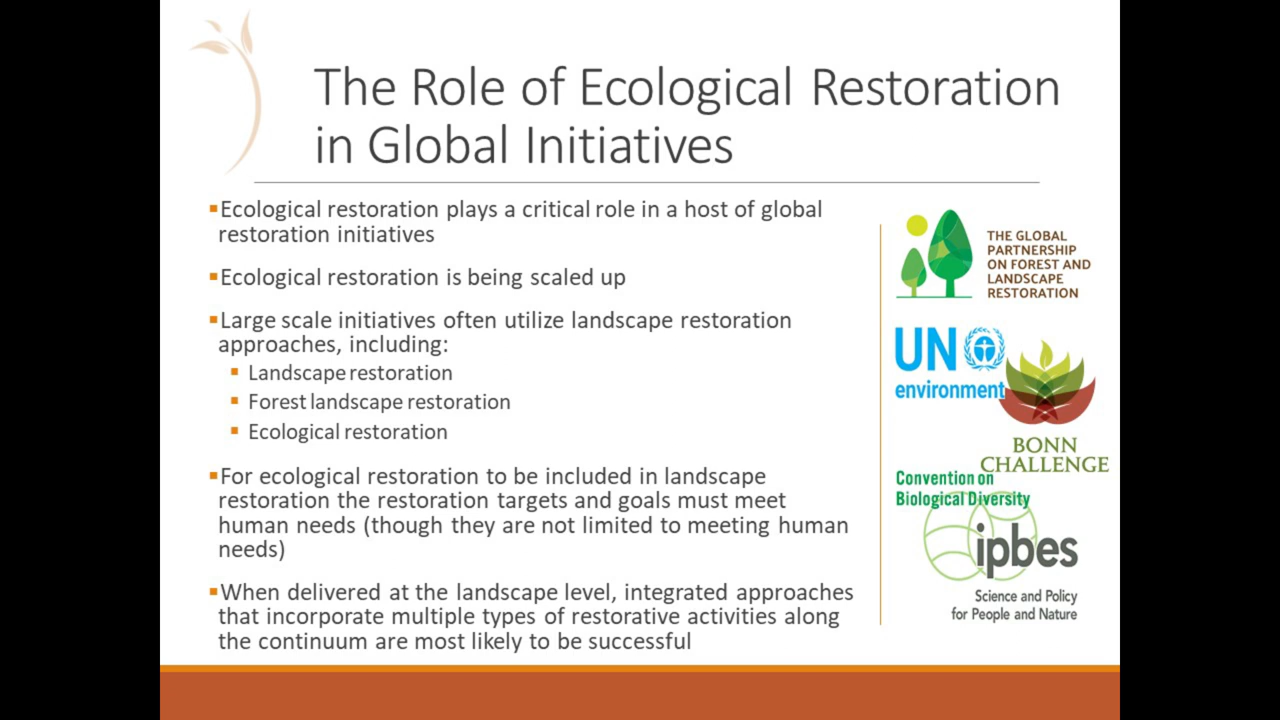 The Role of Ecological Restoration
in Global Initiatives
Ecological restoration plays a critical role in a host of global
restoration initiatives
Ecological restoration is being scaled up
Large scale initiatives often utilize landscape restoration
approaches, including:
Landscape restoration
Forest landscape restoration
Ecological restoration
For ecological restoration to be included in landscape
restoration the restoration targets and goals must meet
human needs (though they are not limited to meeting human
needs)
When delivered at the landscape level, integrated approaches
that incorporate multiple types of restorative activities along
the continuum are most likely to be successful
THE GLOBAL
PARTNERSHIP
ON FOREST AND
LANDSCAPE
RESTORATION
UN
environment
BONN
CHALLENGE
Convention on
Biological Diversity
ipbes
Science and Policy
for People and Nature